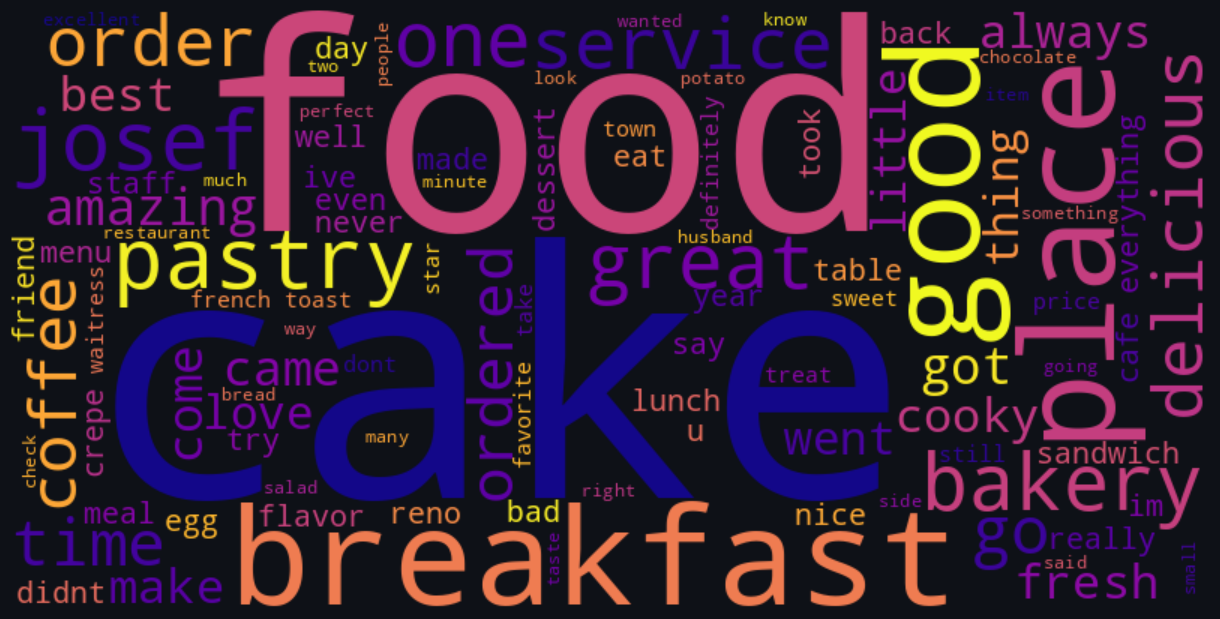 excellent
order
food
day
two
people
one
service
wanted
know
back
always
chocolate
best
perfect
well
look
potato
good
item
place
delicious
josef
made
minute
dessert
town
eat
definitely
took
little
thing
everything
staff.
much
ive
even
never
amazing
something
restaurant
husband
friend
menu
pastry
star
ordered
great
table
waitress
french toast
take
year
sweet
price
cafe
coffee
way
cake
say
got
going
came
dont
treat
come
bread
love
favorite
lunch
cooky
crepe
try
many
u
went
check
still
sandwich
salad
right
side
bakery
im
time
meal
egg
breakfast
flavor
reno
bad
nice
go
really
taste
said
small
didnt
make
fresh